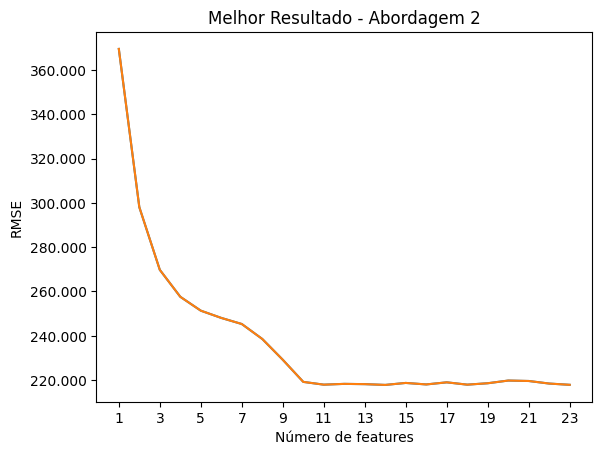 Melhor Resultado - Abordagem 2
360.000
340.000
320.000
300.000
280.000
260.000
240.000
220.000
RMSE
1 3 5 7 9 11 13 15 17 19 21 23
Número de features